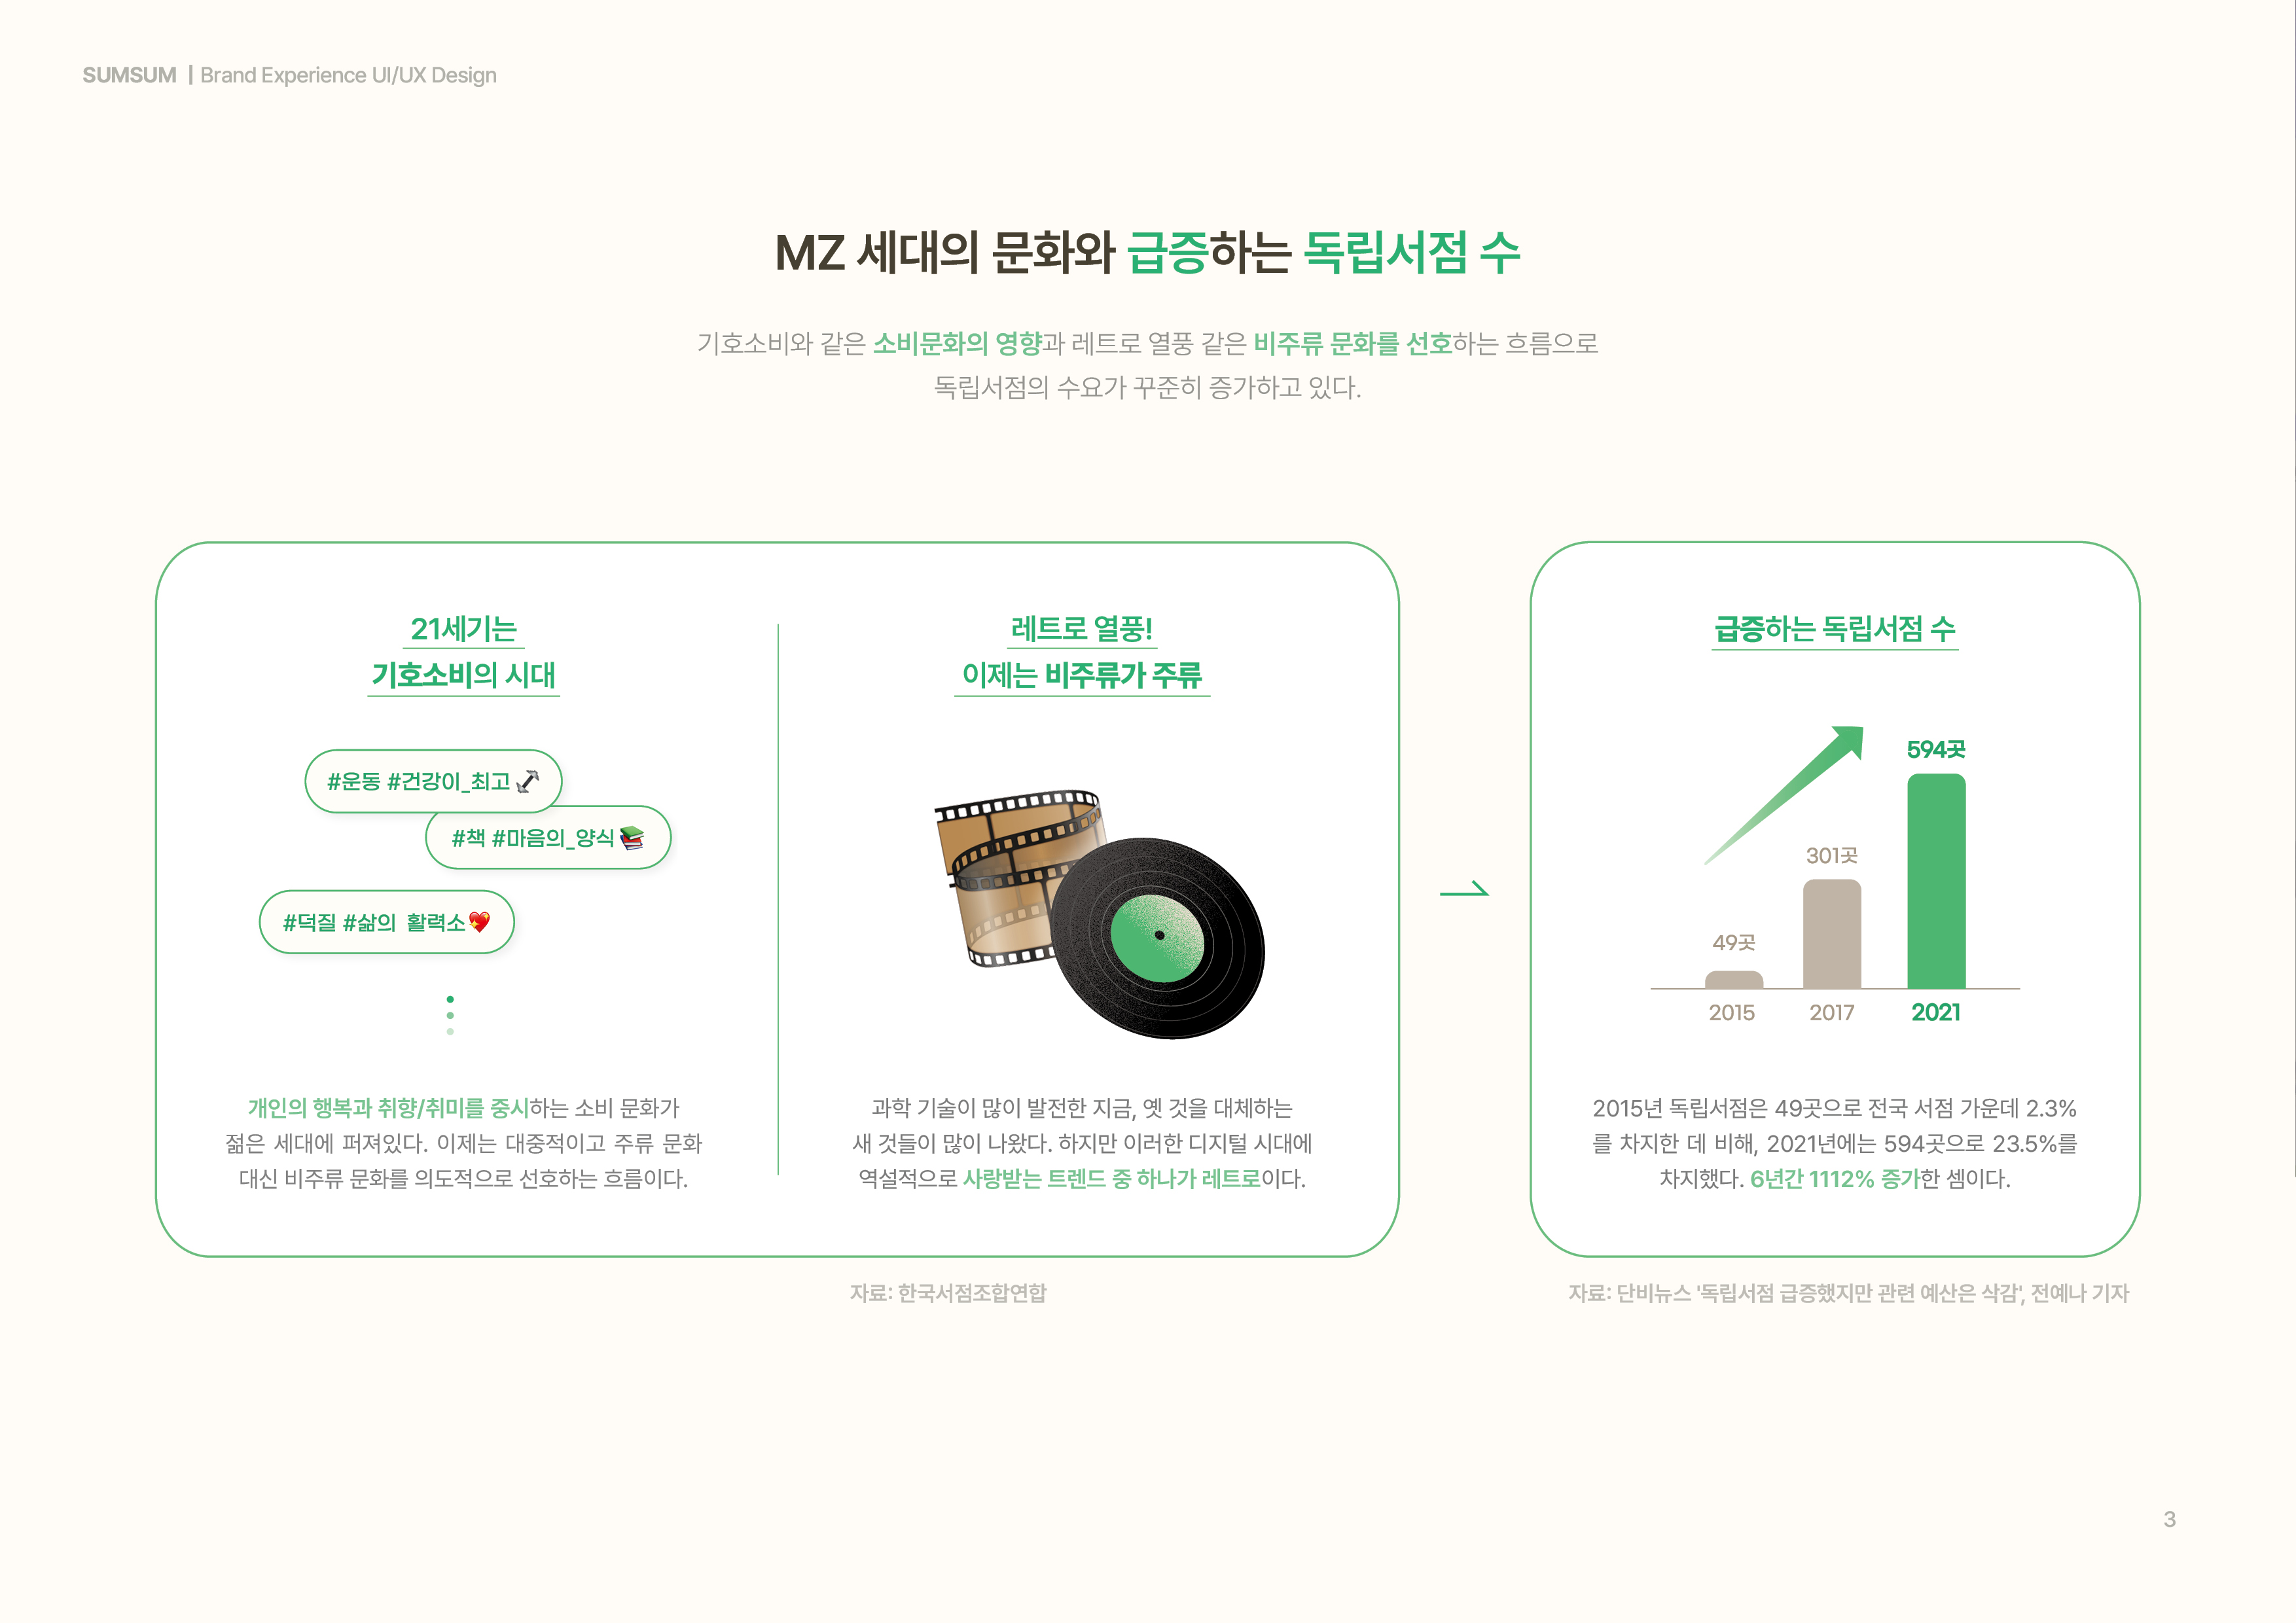 SUMSUM | Brand Experience UI/UX Design
MZ 세대의 문화와 급증하는 독립서점 수
기호소비와 같은 소비문화의 영향과 레트로 열풍 같은 비주류 문화를 선호하는 흐름으로
독립서점의 수요가 꾸준히 증가하고 있다.
21세기는
기호소비의 시대
#운동 #건강이_최고
#책 #마음의_양식
#덕질 #삶의 활력소
개인의 행복과 취향/취미를 중시하는 소비 문화가
젊은 세대에 퍼져있다. 이제는 대중적이고 주류 문화
대신 비주류 문화를 의도적으로 선호하는 흐름이다.
레트로 열풍!
이제는 비주류가 주류
과학 기술이 많이 발전한 지금, 옛 것을 대체하는
새 것들이 많이 나왔다. 하지만 이러한 디지털 시대에
역설적으로 사랑받는 트렌드 중 하나가 레트로이다.
자료: 한국서점조합연합
급증하는 독립서점 수
594곳
301곳
49곳
2015 2017 2021
2015년 독립서점은 49곳으로 전국 서점 가운데 2.3%
를 차지한 데 비해, 2021년에는 594곳으로 23.5%를
차지했다. 6년간 1112% 증가한 셈이다.
자료: 단비뉴스 '독립서점 급증했지만 관련 예산은 삭감', 전예나 기자
3